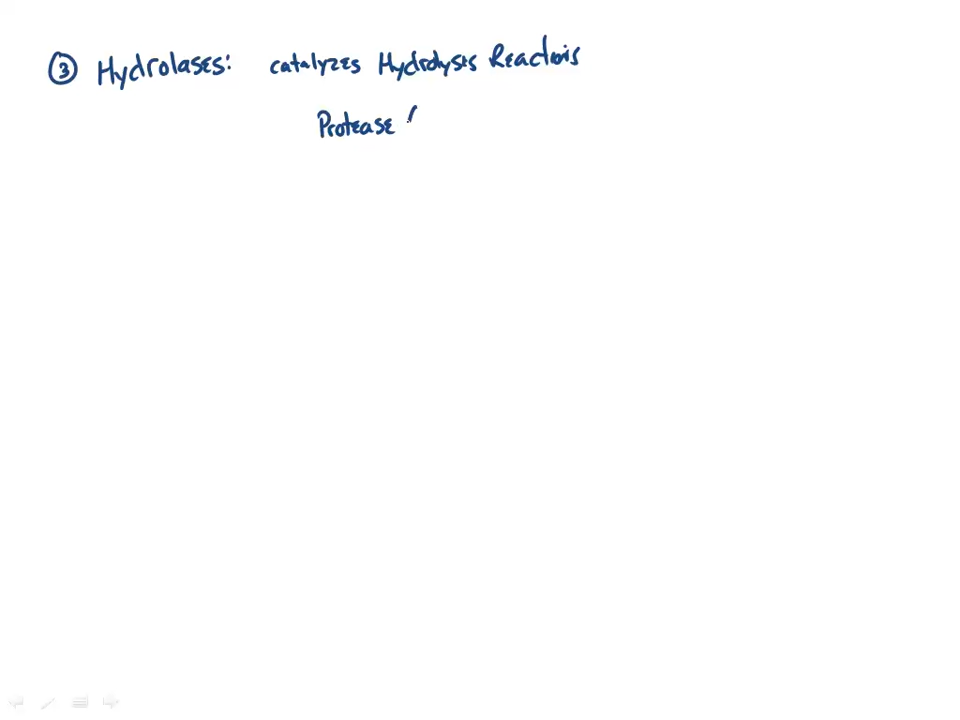 ③ Hydrolases: catalyzes Hydrolysis Reactions
Protease (